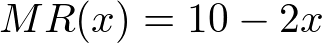 MR(x) = 10 − 2x